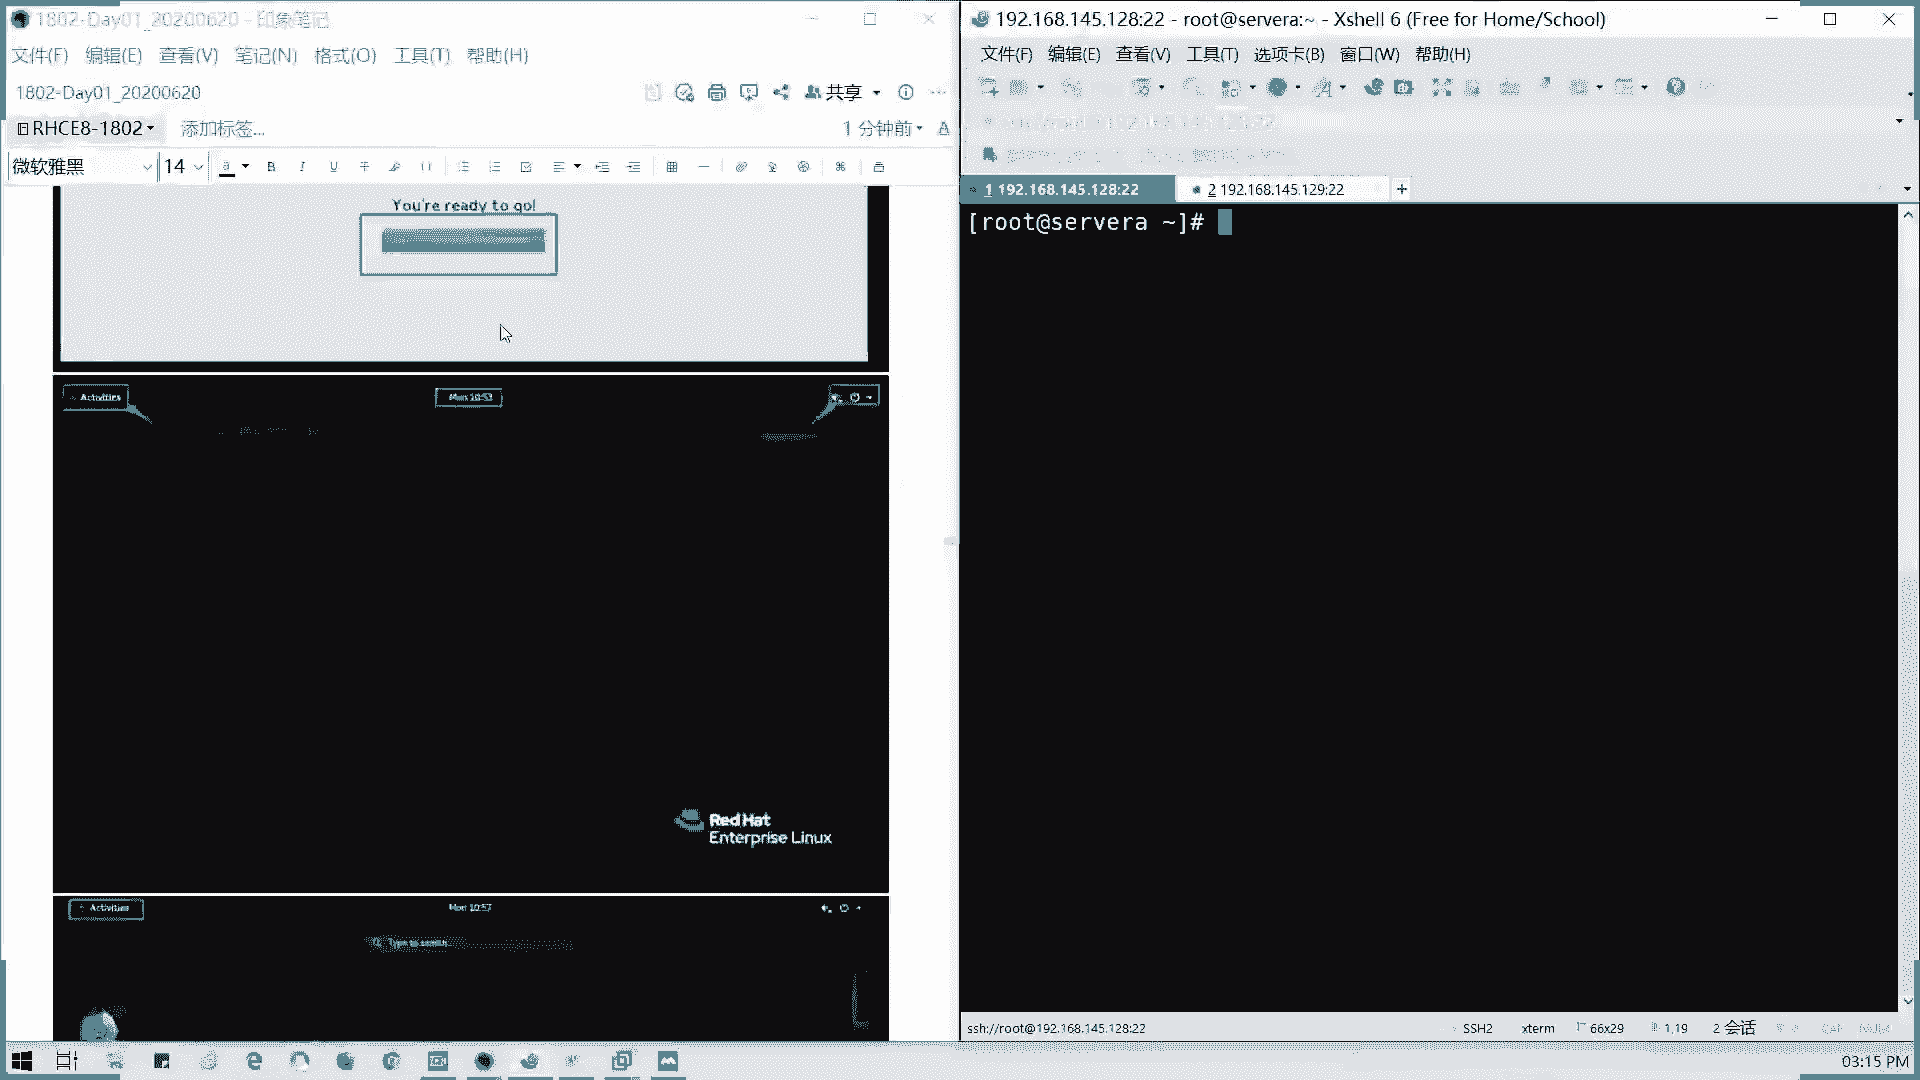 1802-Day01_20200620 - 印象笔记
文件(F) 编辑(E) 查看(V) 笔记(N) 格式(O) 工具(T) 帮助(H)
1802-Day01_20200620
共享
RHCE8-1802
添加标签...
1 分钟前
微软雅黑 14
You're ready to go!
Activities
Mon 10:53
Red Hat
Enterprise Linux
Activities
Mon 10:57
Type to search
192.168.145.128:22 - root@servera:~ - Xshell 6 (Free for Home/School)
文件(F) 编辑(E) 查看(V) 工具(T) 选项卡(B) 窗口(W) 帮助(H)
1 192.168.145.128:22
2 192.168.145.129:22
[root@servera ~]#
ssh://root@192.168.145.128:22
SSH2
xterm
66x29
1,19
2 会话
03:15 PM